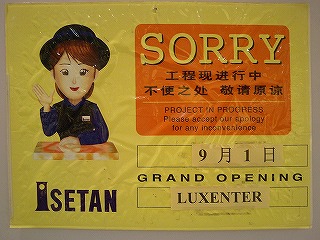 SORRY
工程现进行中
不便之处 敬请原谅
PROJECT IN PROGRESS
Please accept our apology
for any inconvenience
9月1日
GRAND OPENING
ISETAN
LUXENTER